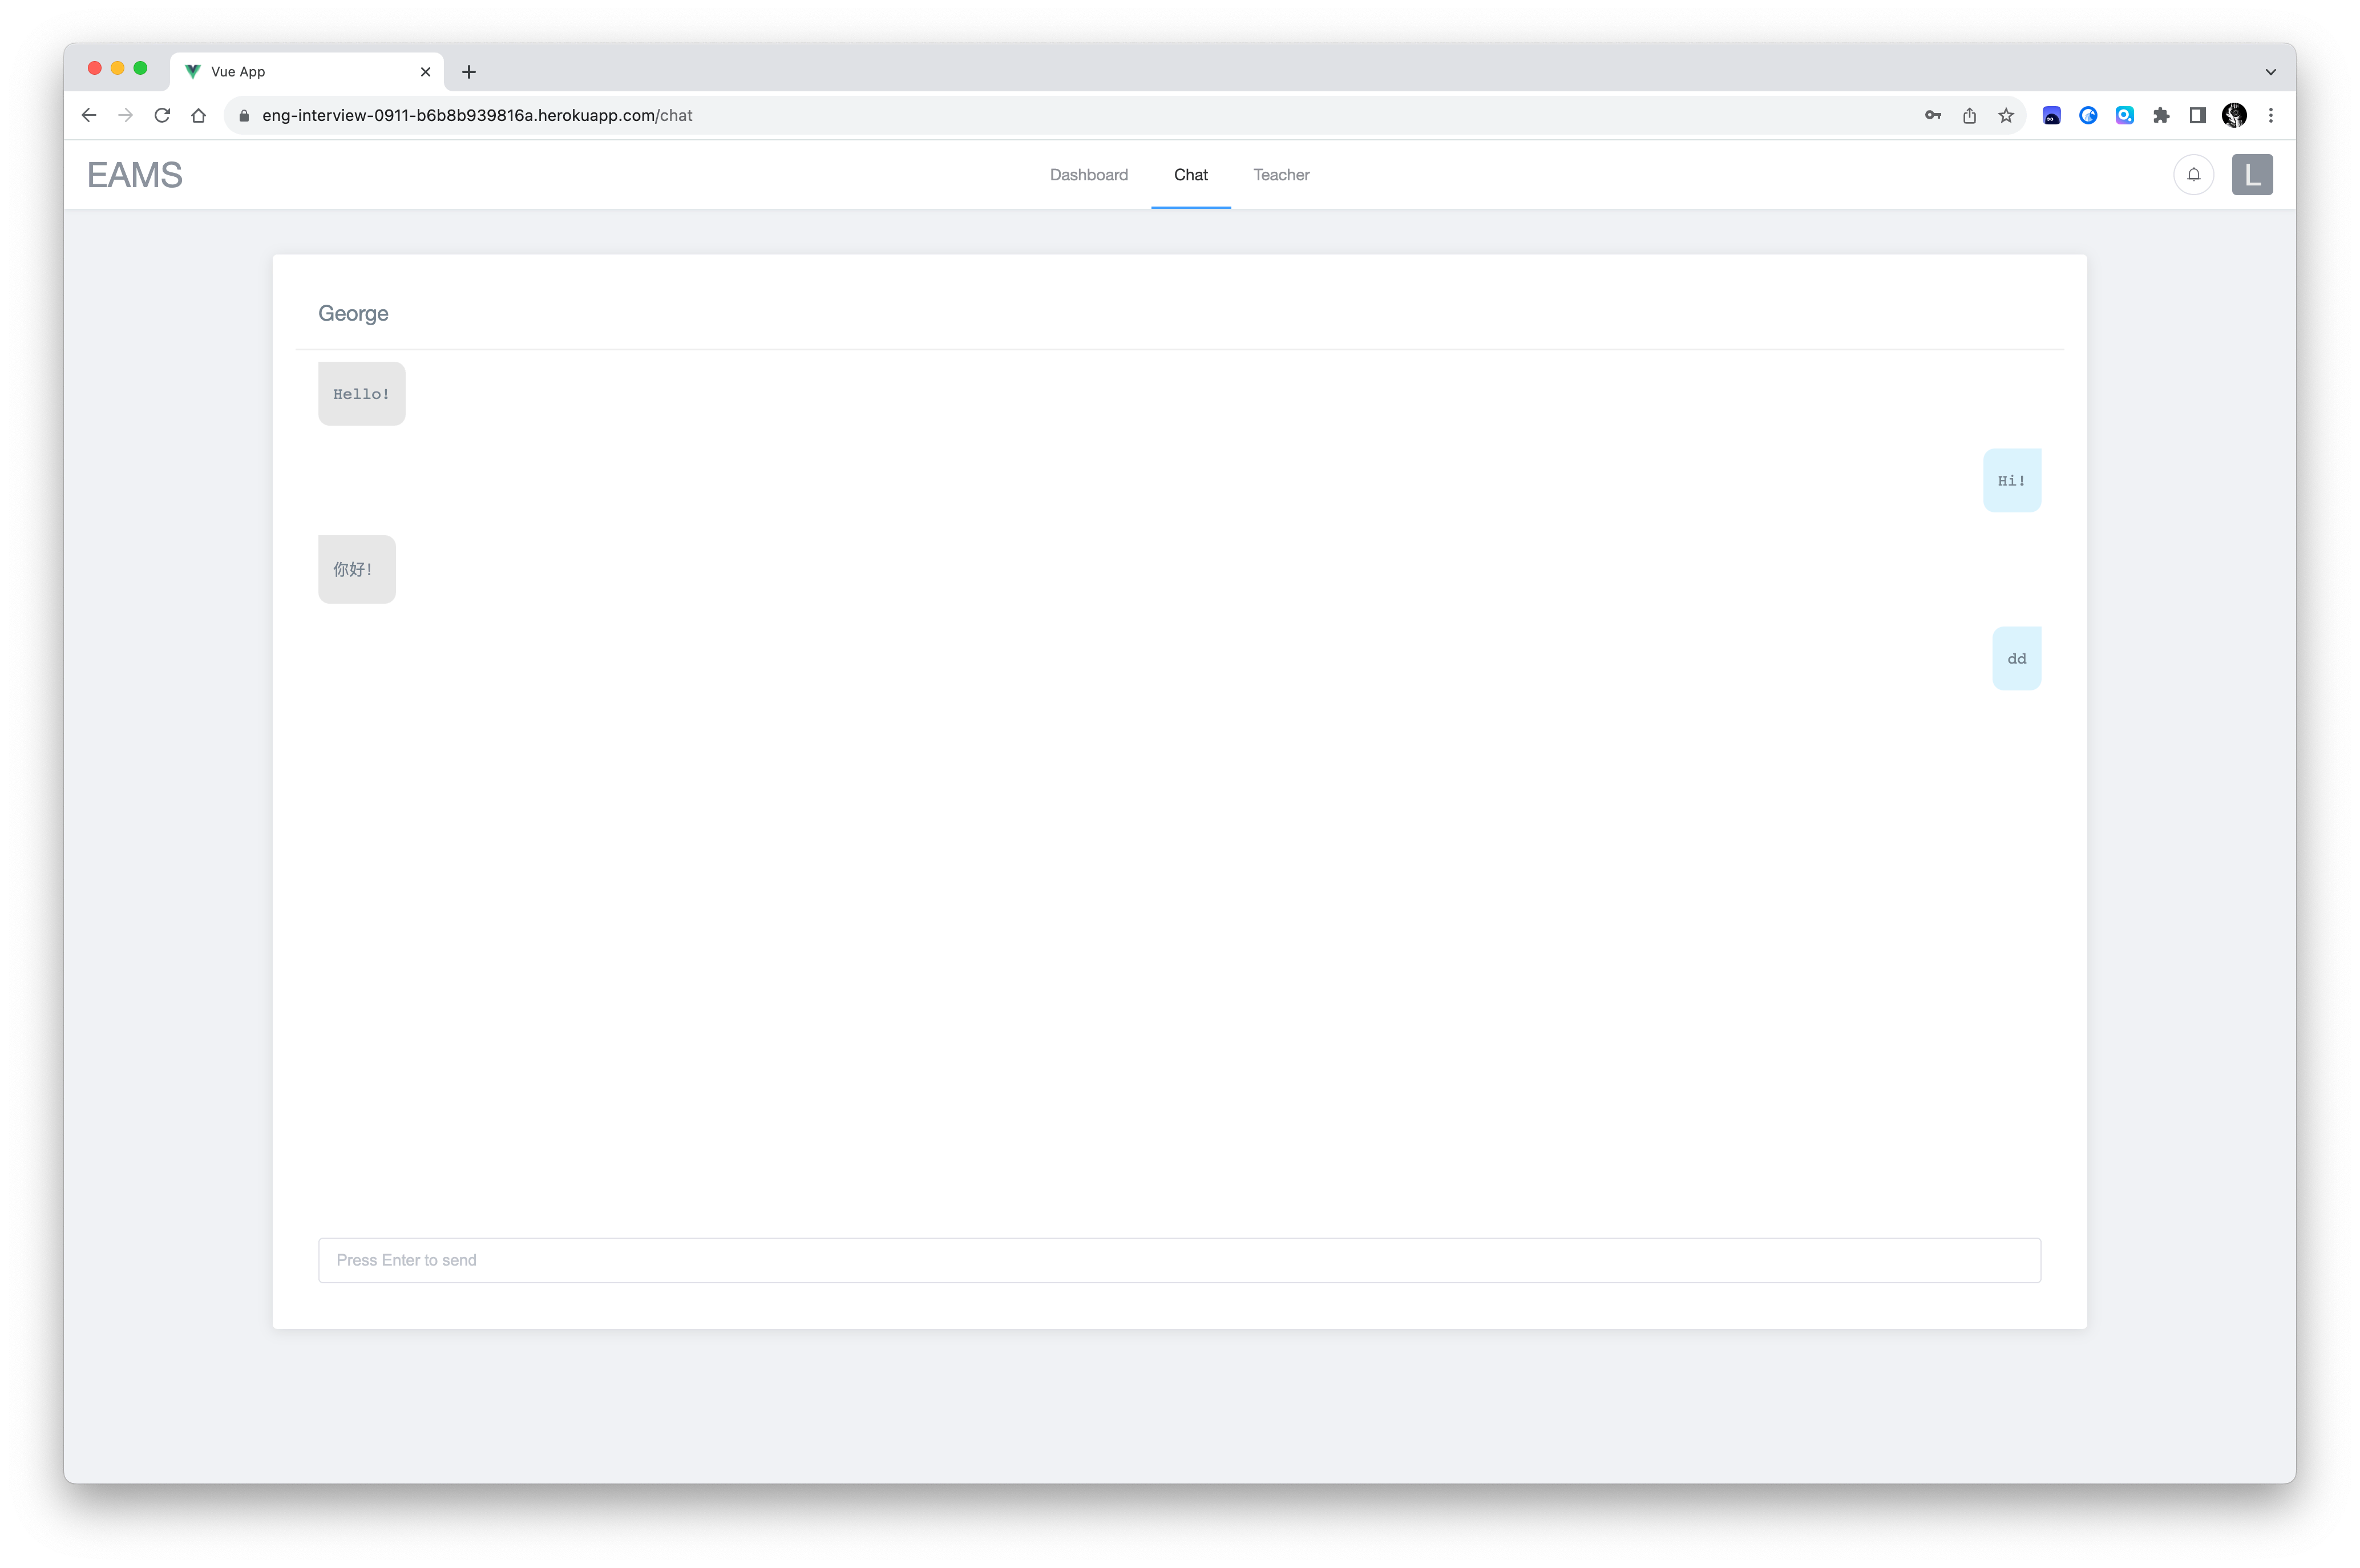 Vue App
eng-interview-0911-b6b8b939816a.herokuapp.com/chat
EAMS
Dashboard
Chat
Teacher
L
George
Hello!
Hi!
你好！
dd
Press Enter to send